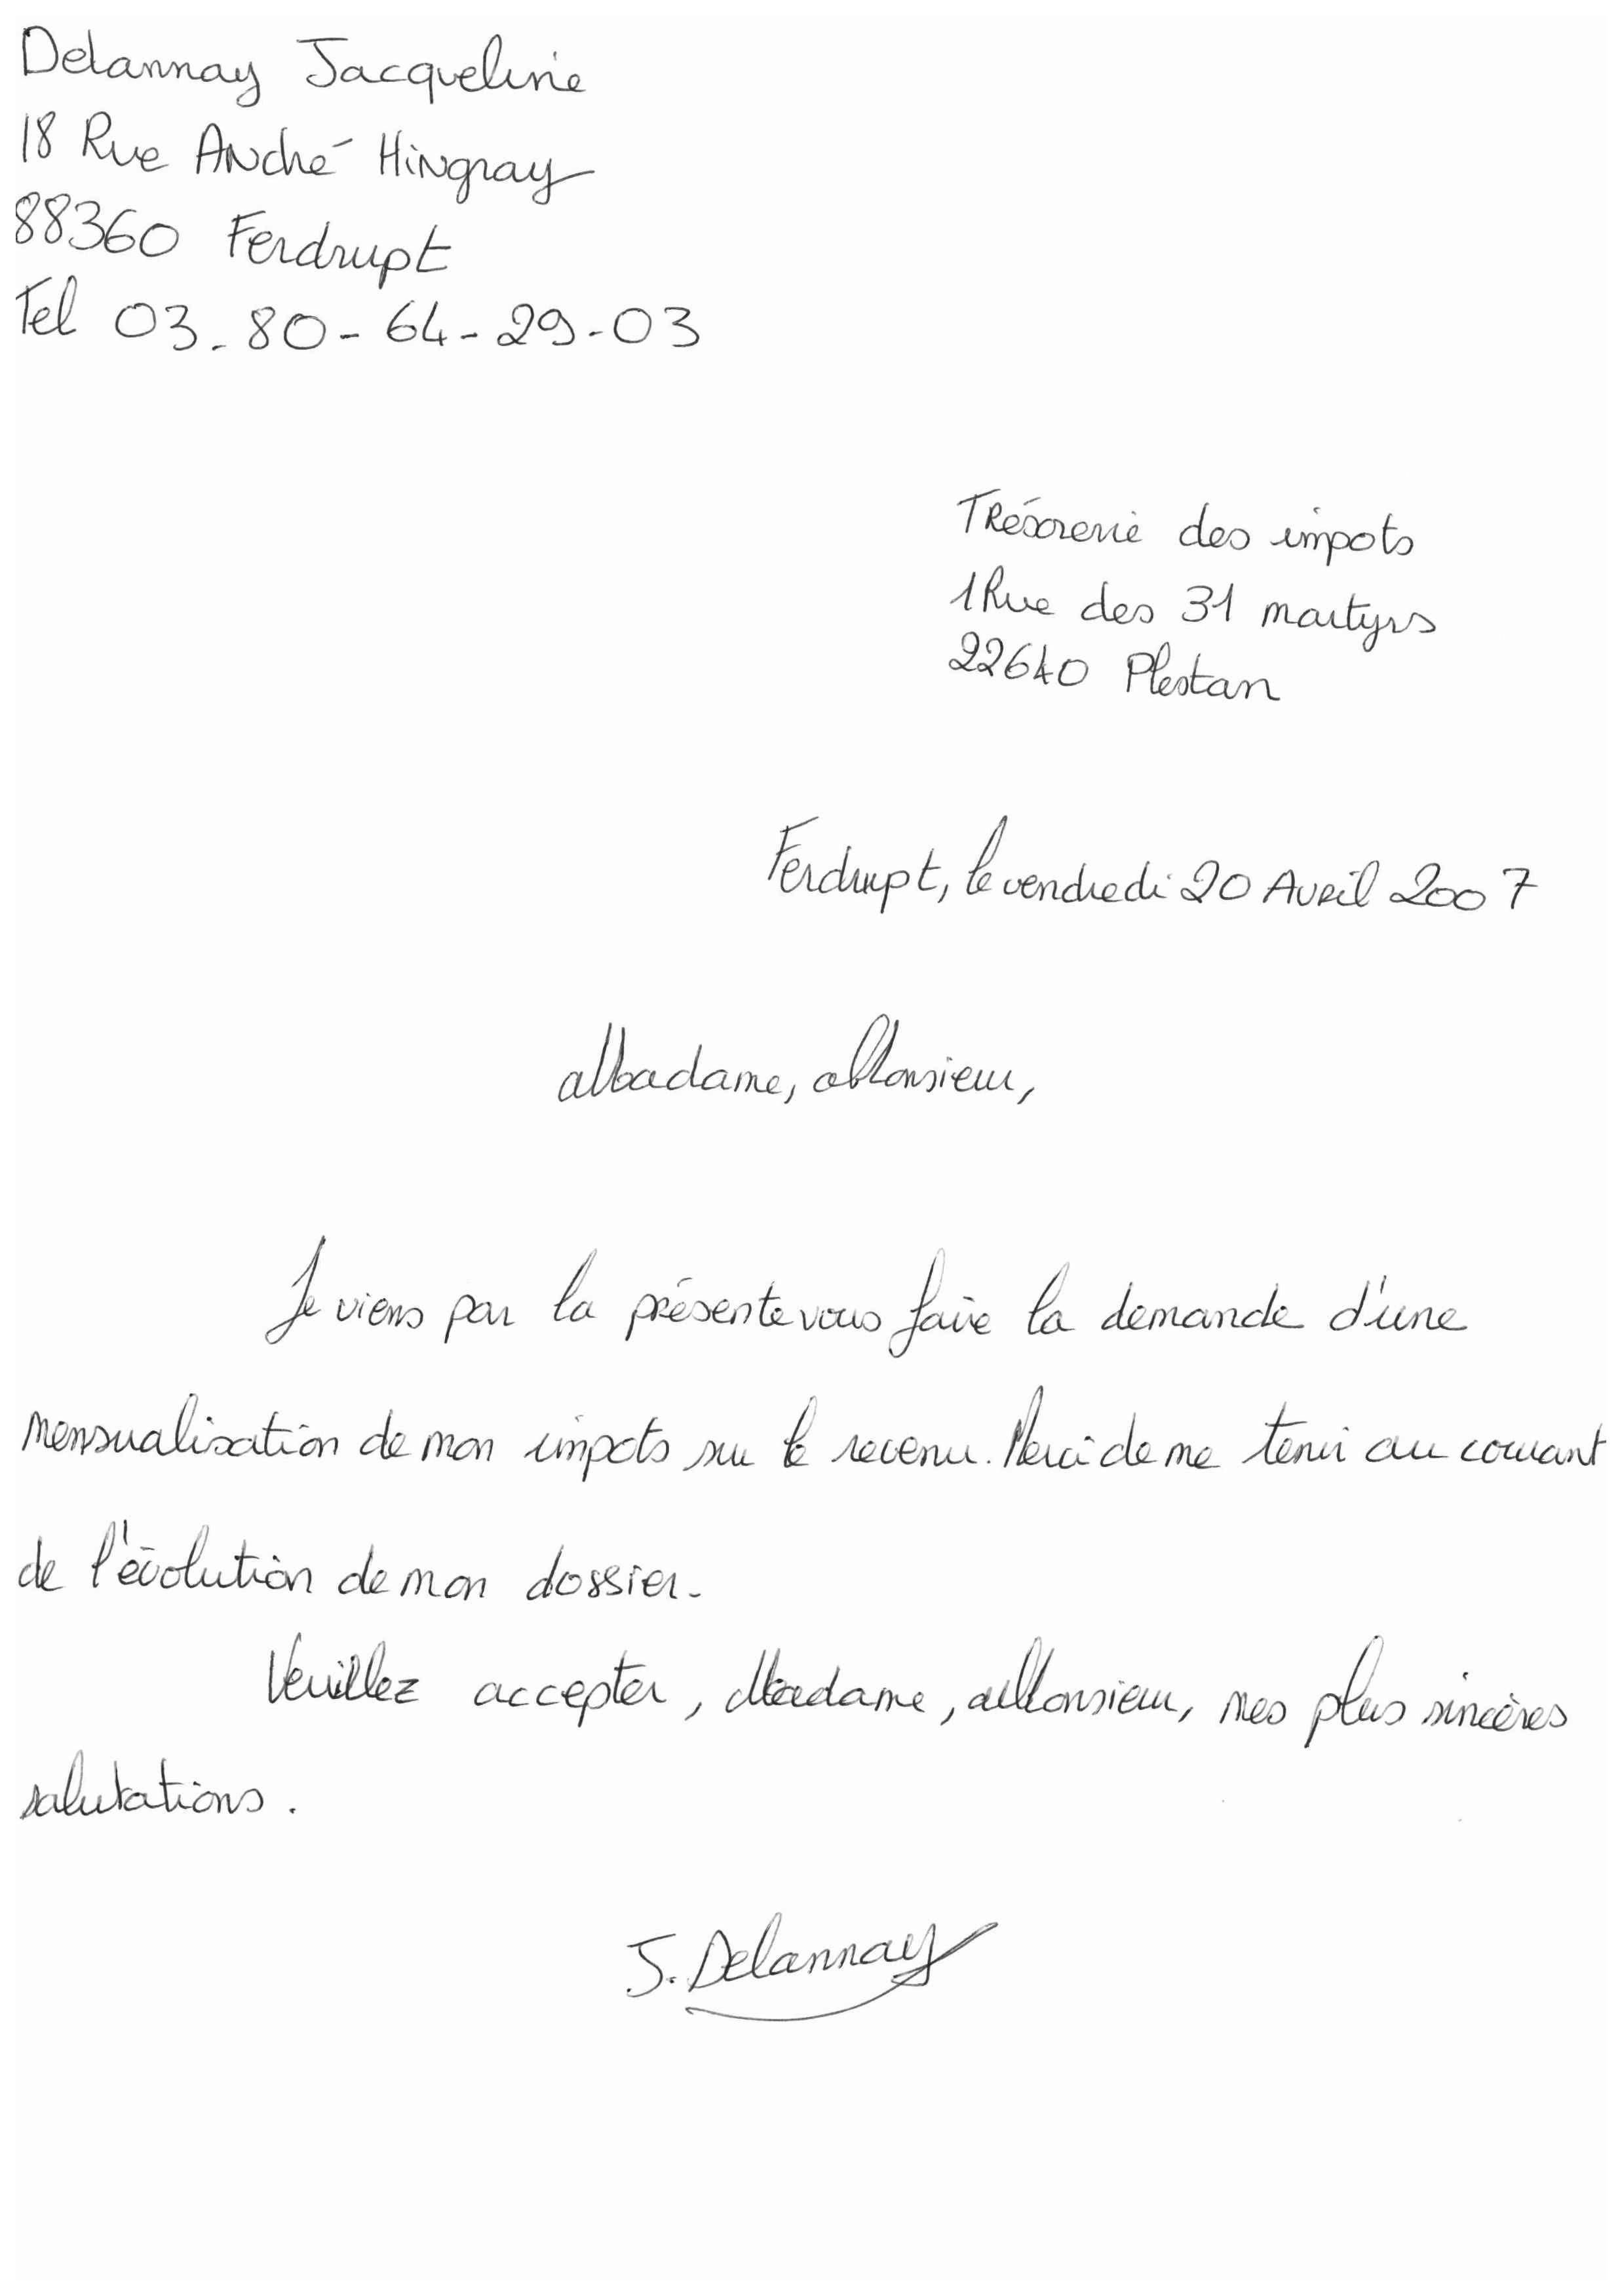 Delannay Jacqueline
18 Rue André Hingray
88360 Ferdrupt
Tel 03-80-64-29-03
Trésorerie des impots
1 Rue des 31 martyrs
22640 Plestan
Ferdrupt, le vendredi 20 Avril 2007
Madame, Monsieur,
Je viens par la présente vous faire la demande d'une
mensualisation de mon impots sur le revenu. Merci de me tenir au courant
de l'évolution de mon dossier.
Veuillez accepter, Madame, Monsieur, mes plus sincères
salutations.
J. Delannay